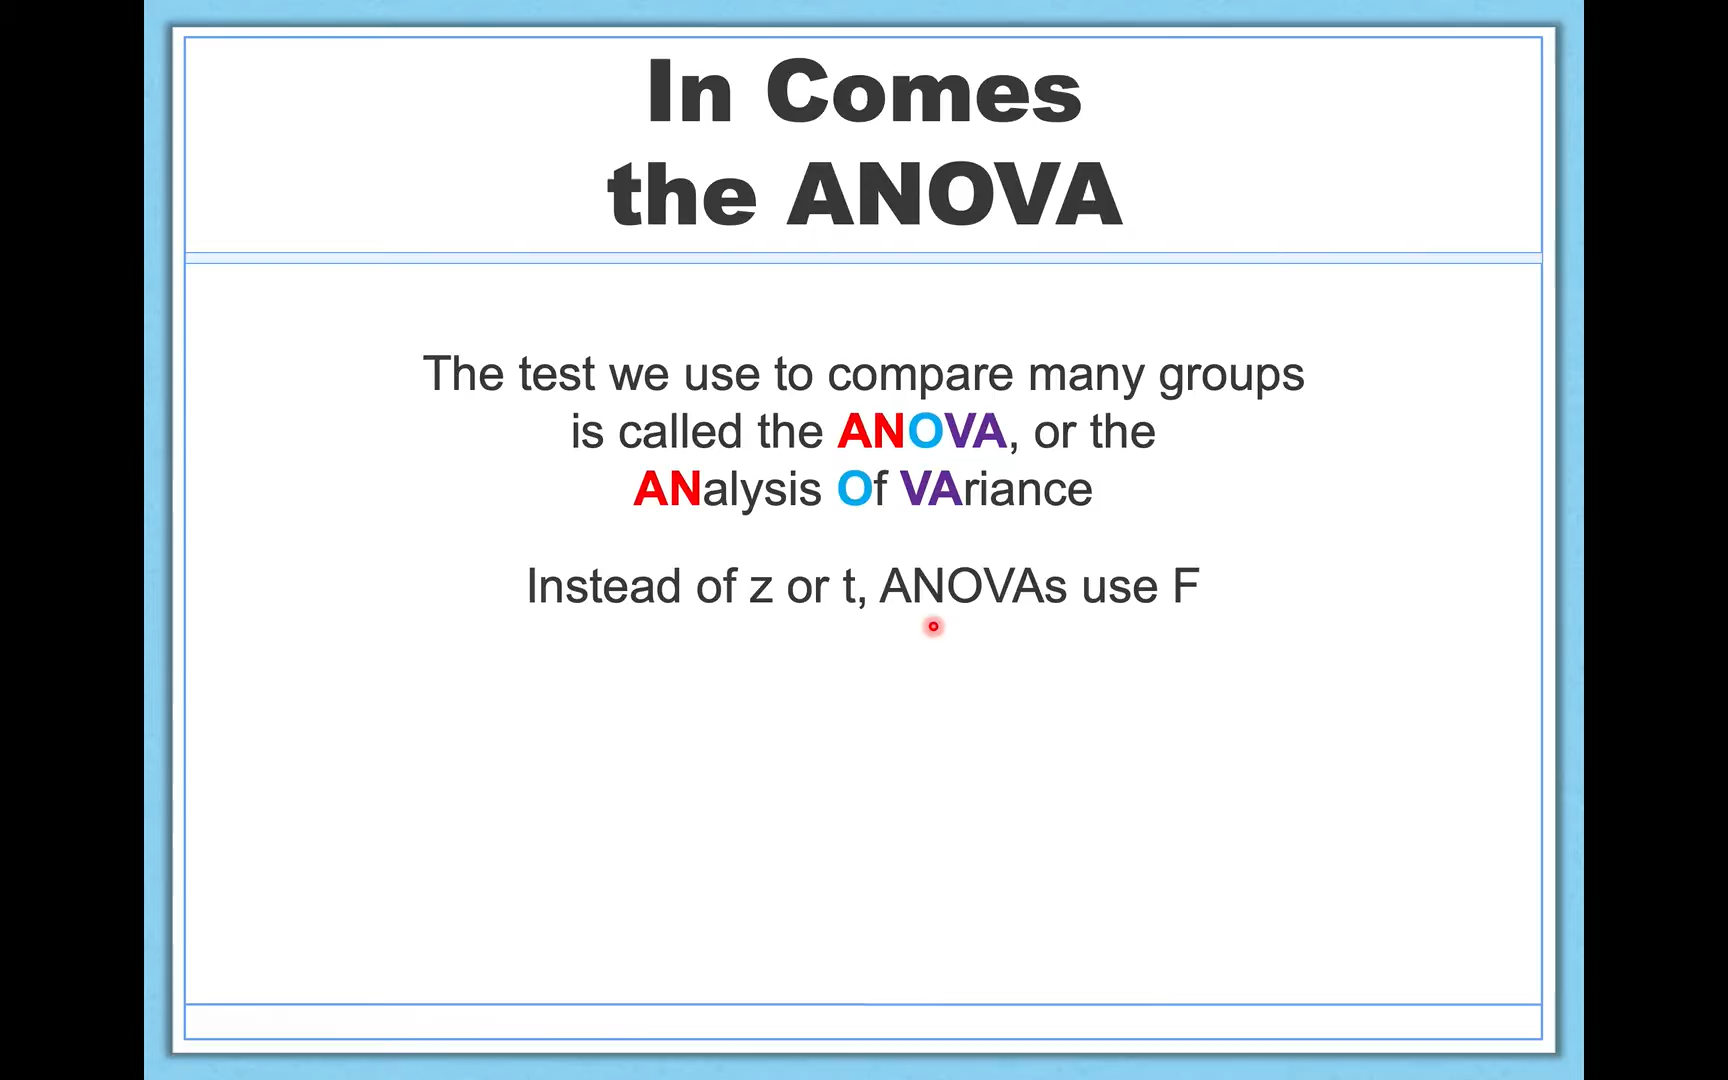 In Comes
the ANOVA
The test we use to compare many groups
is called the ANOVA, or the
ANalysis Of VAriance
Instead of z or t, ANOVAs use F